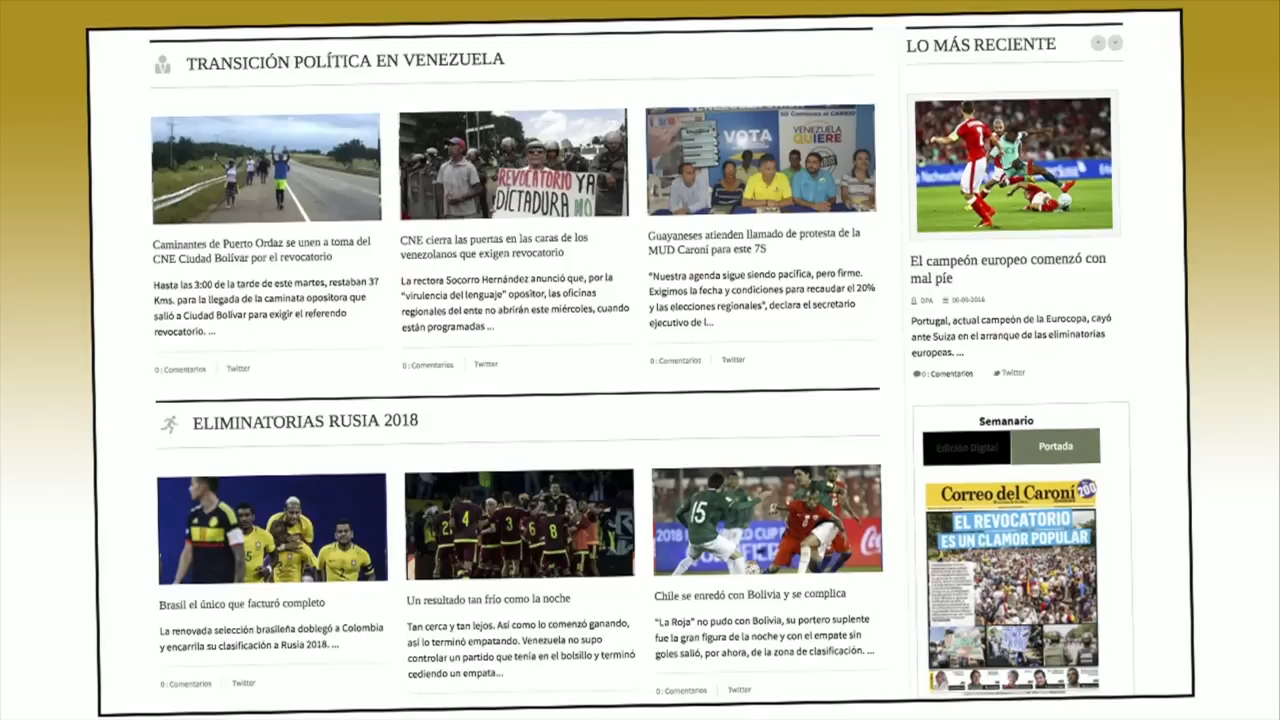 TRANSICIÓN POLÍTICA EN VENEZUELA
REVOCATORIO YA
DICTADURA NO
VOTA
VENEZUELA
QUIERE
Caminantes de Puerto Ordaz se unen a toma del
CNE Ciudad Bolívar por el revocatorio
Hasta las 3:00 de la tarde de este martes, restaban 37
Kms. para la llegada de la caminata opositora que
salió a Ciudad Bolívar para exigir el referendo
revocatorio. ...
0 : Comentarios
Twitter
CNE cierra las puertas en las caras de los
venezolanos que exigen revocatorio
La rectora Socorro Hernández anunció que, por la
“virulencia del lenguaje” opositor, las oficinas
regionales del ente no abrirán este miércoles, cuando
están programadas ...
0 : Comentarios
Twitter
Guayaneses atienden llamado de protesta de la
MUD Caroní para este 7S
“Nuestra agenda sigue siendo pacífica, pero firme.
Exigimos la fecha y condiciones para recaudar el 20%
y las elecciones regionales”, declara el secretario
ejecutivo de l...
0 : Comentarios
Twitter
ELIMINATORIAS RUSIA 2018
Brasil el único que facturó completo
La renovada selección brasileña doblegó a Colombia
y encarrila su clasificación a Rusia 2018. ...
0 : Comentarios
Twitter
2 4 3 6 8
Un resultado tan frío como la noche
Tan cerca y tan lejos. Así como lo comenzó ganando,
así lo terminó empatando. Venezuela no supo
controlar un partido que tenía en el bolsillo y terminó
cediendo un empata...
15
Chile se enredó con Bolivia y se complica
“La Roja” no pudo con Bolivia, su portero suplente
fue la gran figura de la noche y con el empate sin
goles salió, por ahora, de la zona de clasificación. ...
0 : Comentarios
Twitter
LO MÁS RECIENTE
El campeón europeo comenzó con
mal píe
DPA
06-09-2016
Portugal, actual campeón de la Eurocopa, cayó
ante Suiza en el arranque de las eliminatorias
europeas. ...
0 : Comentarios
Twitter
Semanario
Edición Digital
Portada
Correo del Caroní
200
EL REVOCATORIO
ES UN CLAMOR POPULAR